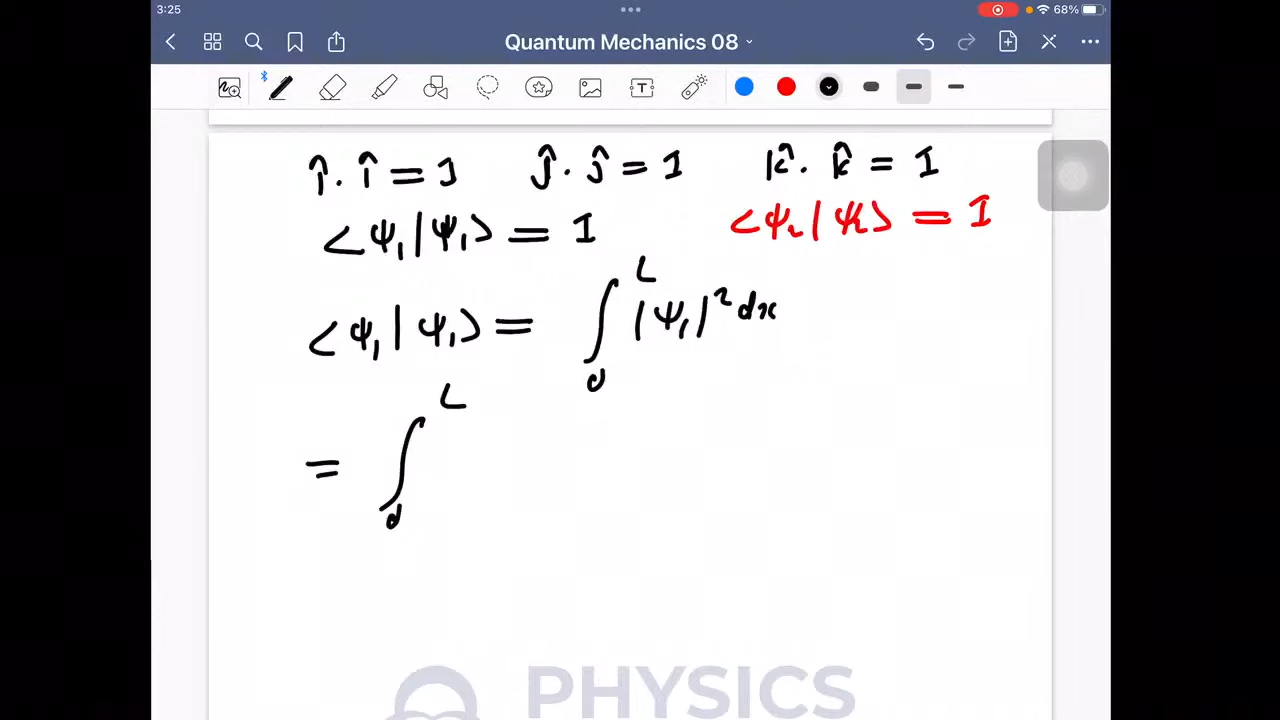 3:25
68%
Quantum Mechanics 08
T
î · î = 1 ĵ · ĵ = 1 k̂ · k̂ = 1
<ψ₁|ψ₁> = 1 <ψ₂|ψ₂> = 1
<ψ₁|ψ₁> = ∫₀ᴸ |ψ₁|² dx
= ∫₀ᴸ
PHYSICS